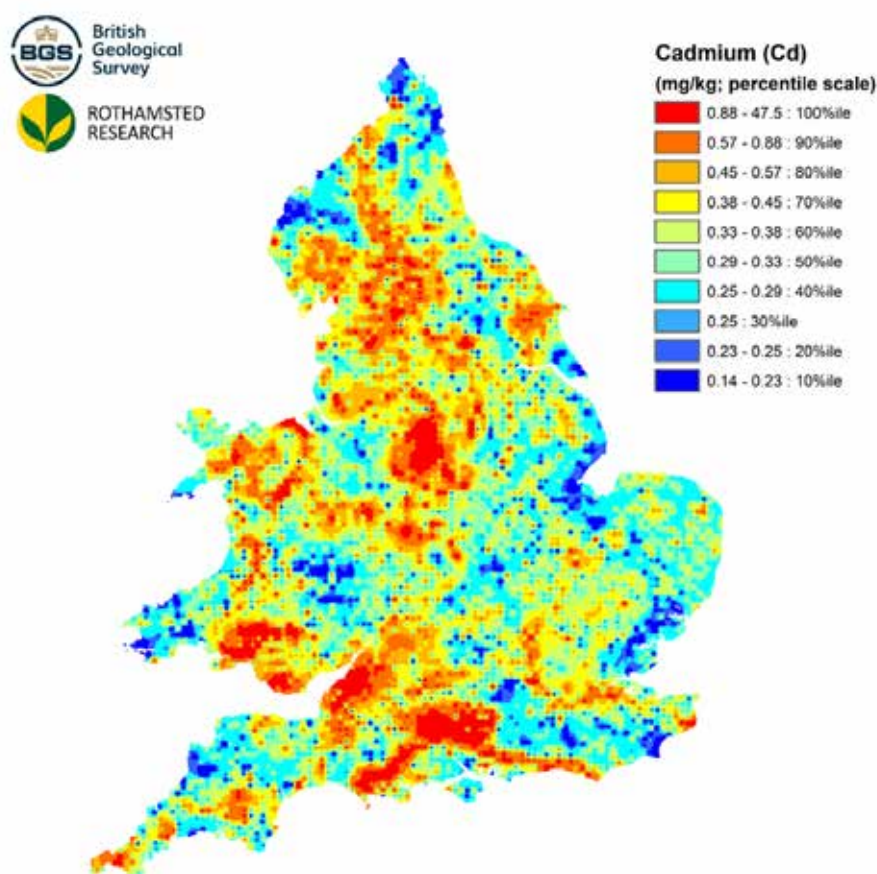 BGS
British
Geological
Survey
ROTHAMSTED
RESEARCH
Cadmium (Cd)
(mg/kg; percentile scale)
0.88 - 47.5 : 100%ile
0.57 - 0.88 : 90%ile
0.45 - 0.57 : 80%ile
0.38 - 0.45 : 70%ile
0.33 - 0.38 : 60%ile
0.29 - 0.33 : 50%ile
0.25 - 0.29 : 40%ile
0.25 : 30%ile
0.23 - 0.25 : 20%ile
0.14 - 0.23 : 10%ile